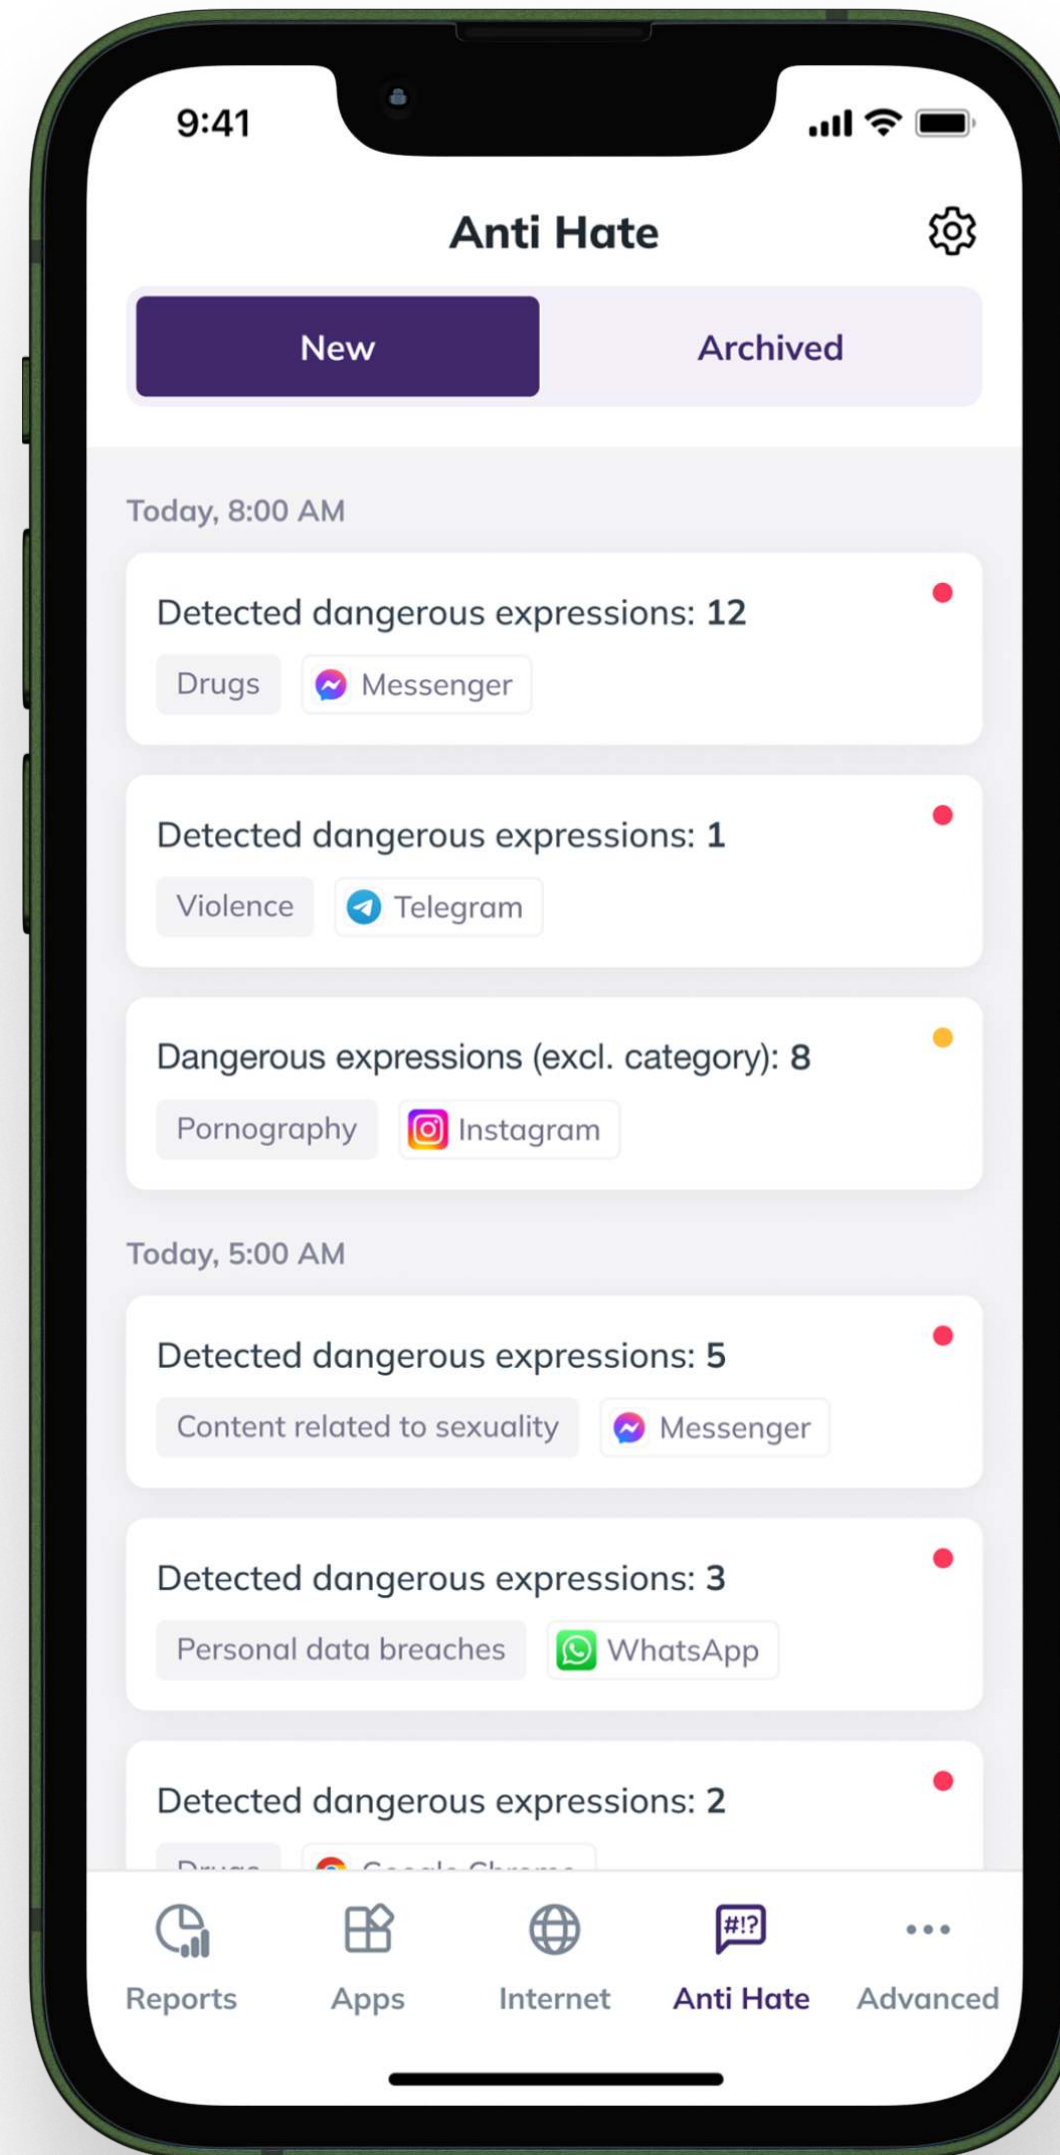 9:41
Anti Hate
New
Archived
Today, 8:00 AM
Detected dangerous expressions: 12
Drugs
Messenger
Detected dangerous expressions: 1
Violence
Telegram
Dangerous expressions (excl. category): 8
Pornography
Instagram
Today, 5:00 AM
Detected dangerous expressions: 5
Content related to sexuality
Messenger
Detected dangerous expressions: 3
Personal data breaches
WhatsApp
Detected dangerous expressions: 2
Drugs
Google Chrome
#!?
Reports
Apps
Internet
Anti Hate
Advanced